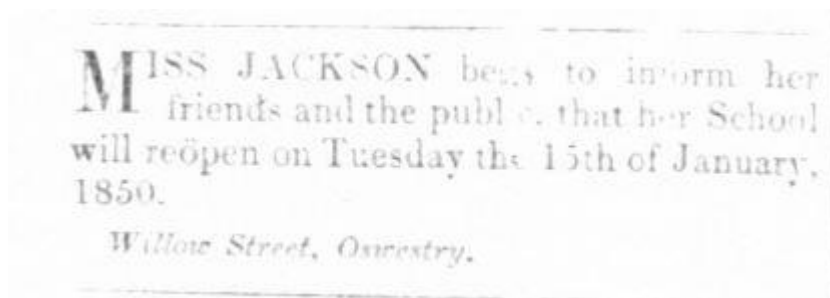 MISS JACKSON begs to inform her
friends and the public, that her School
will reöpen on Tuesday the 15th of January,
1850.
Willow Street, Oswestry.